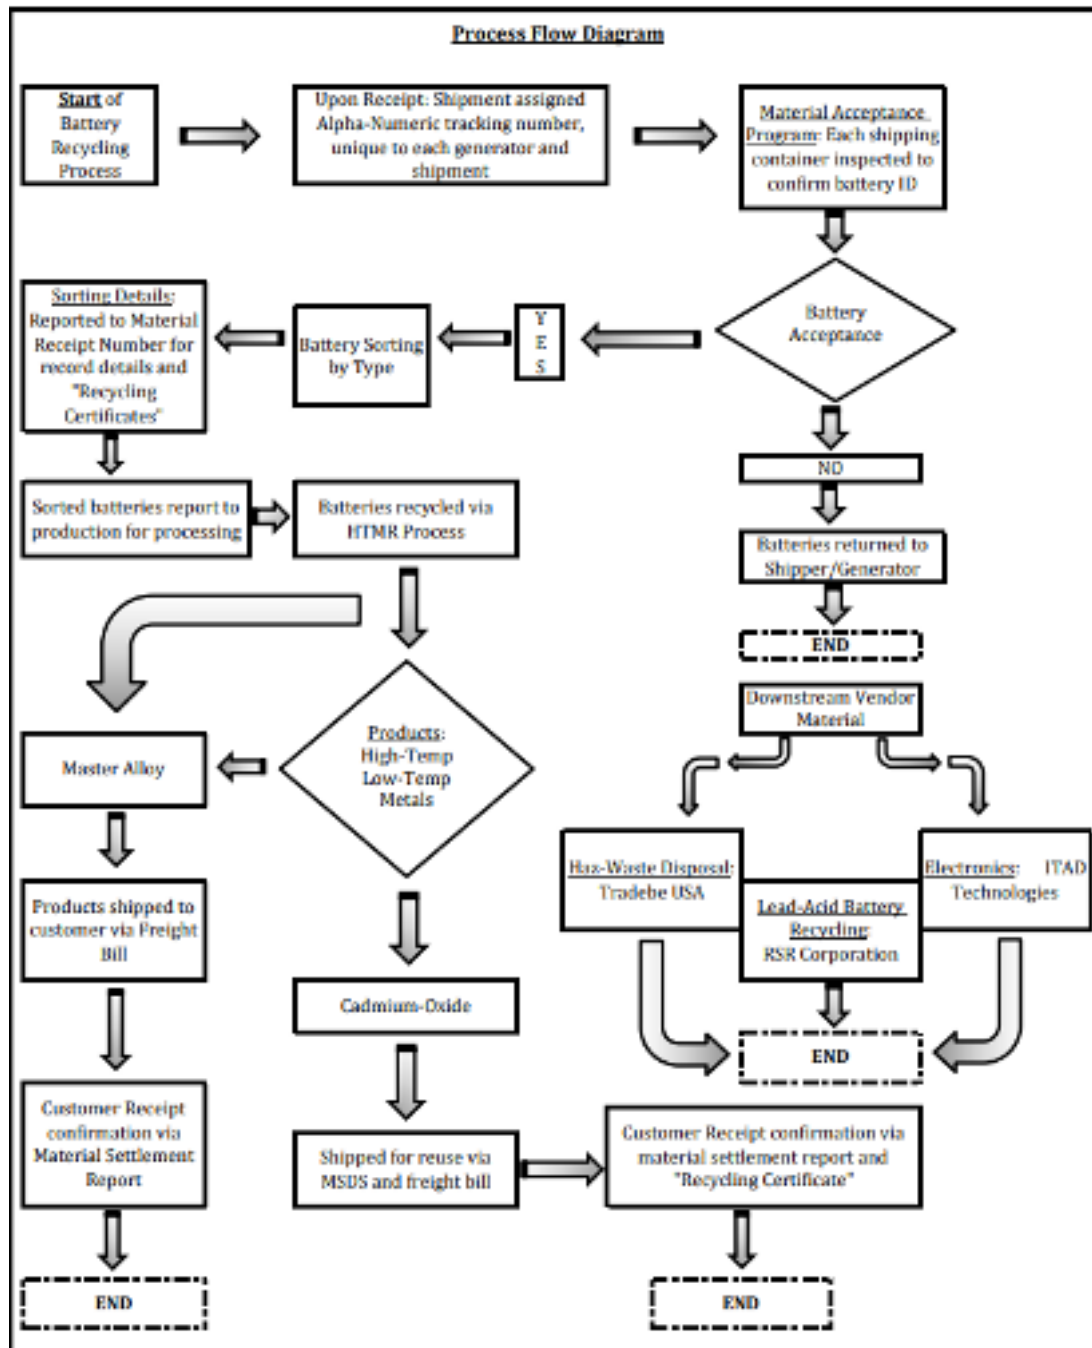 Process Flow Diagram
Start of
Battery
Recycling
Process
Upon Receipt: Shipment assigned
Alpha-Numeric tracking number,
unique to each generator and
shipment
Material Acceptance
Program: Each shipping
container inspected to
confirm battery ID
Battery
Acceptance
Y
E
S
Battery Sorting
by Type
Sorting Details:
Reported to Material
Receipt Number for
record details and
"Recycling
Certificates"
NO
Batteries returned to
Shipper/Generator
END
Sorted batteries report to
production for processing
Batteries recycled via
HTMR Process
Products:
High-Temp
Low-Temp
Metals
Master Alloy
Products shipped to
customer via Freight
Bill
Customer Receipt
confirmation via
Material Settlement
Report
END
Cadmium-Oxide
Shipped for reuse via
MSDS and freight bill
Customer Receipt confirmation via
material settlement report and
"Recycling Certificate"
END
Downstream Vendor
Material
Haz-Waste Disposal:
Tradebe USA
Lead-Acid Battery
Recycling:
RSR Corporation
Electronics: ITAD
Technologies
END